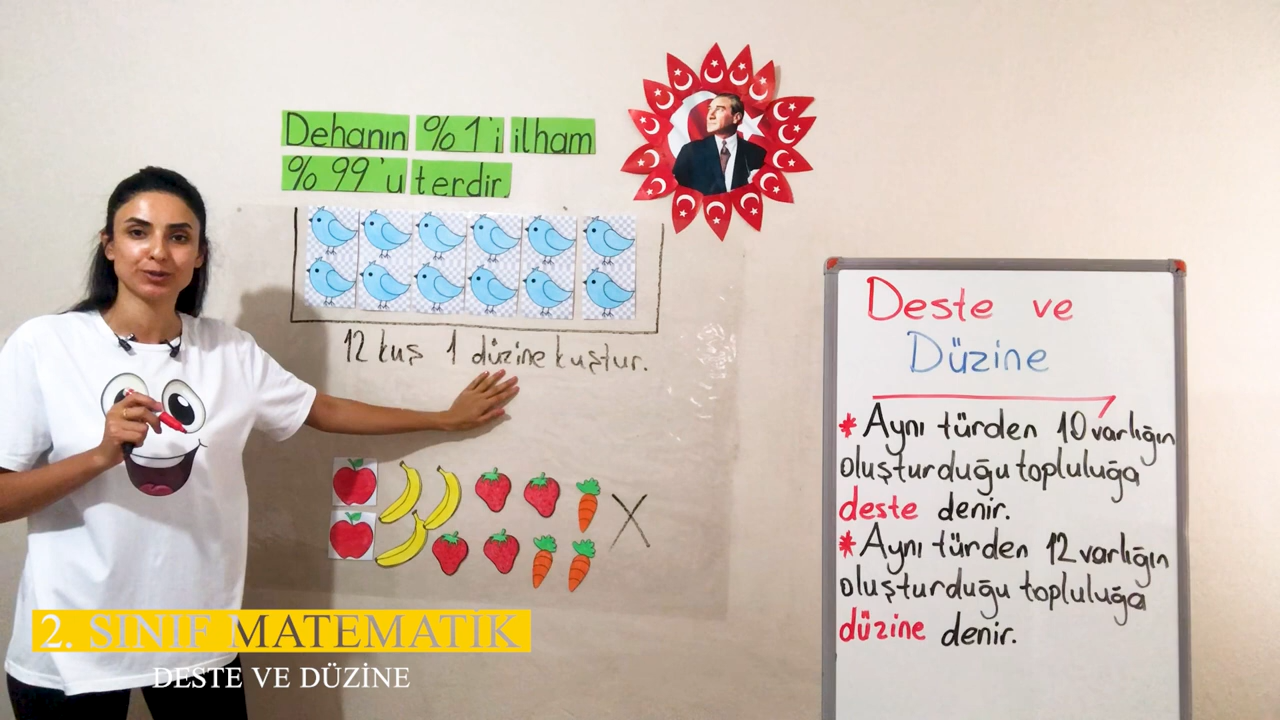 Dehanın %1'i ilham
%99'u terdir.
12 kuş 1 düzine kuştur.
X
Deste ve
Düzine
* Aynı türden 10 varlığın
oluşturduğu topluluğa
deste denir.
* Aynı türden 12 varlığın
oluşturduğu topluluğa
düzine denir.
2. SINIF MATEMATİK
DESTE VE DÜZİNE